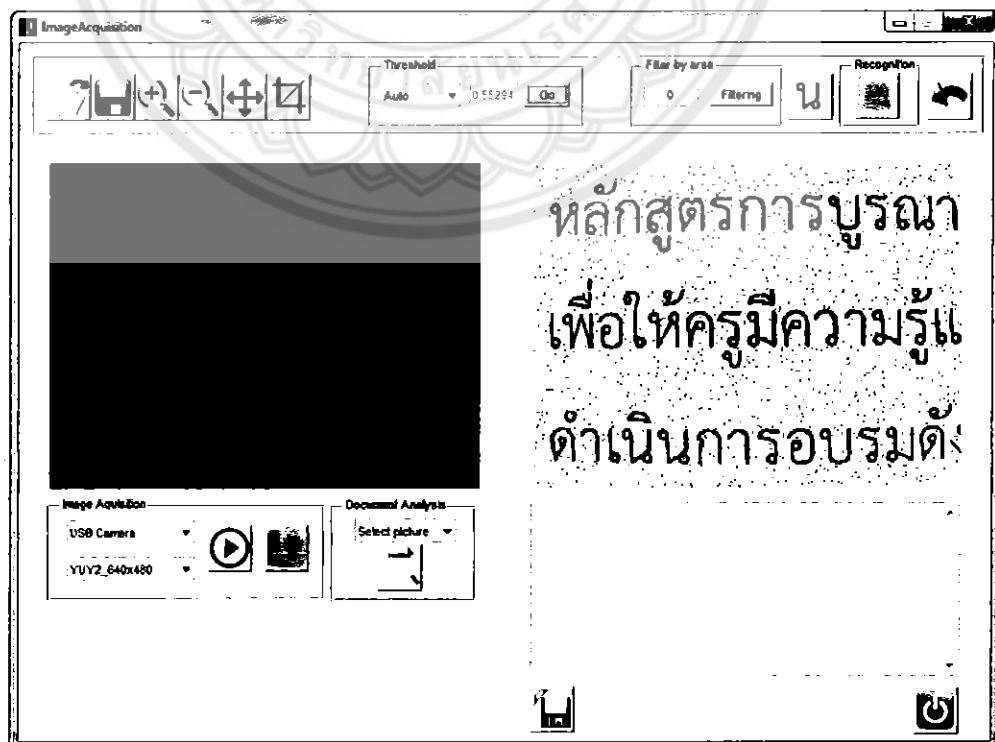 ImageAcquisition
Threshold
Filter by area
Recognition
Auto
0.55294
Go
0
Filtering
น
หลักสูตรการบูรณา
เพื่อให้ครูมีความรู้แ
ดำเนินการอบรมดัง
Image Aquisition
Document Analysis
USB Camera
Select picture
YUY2_640x480